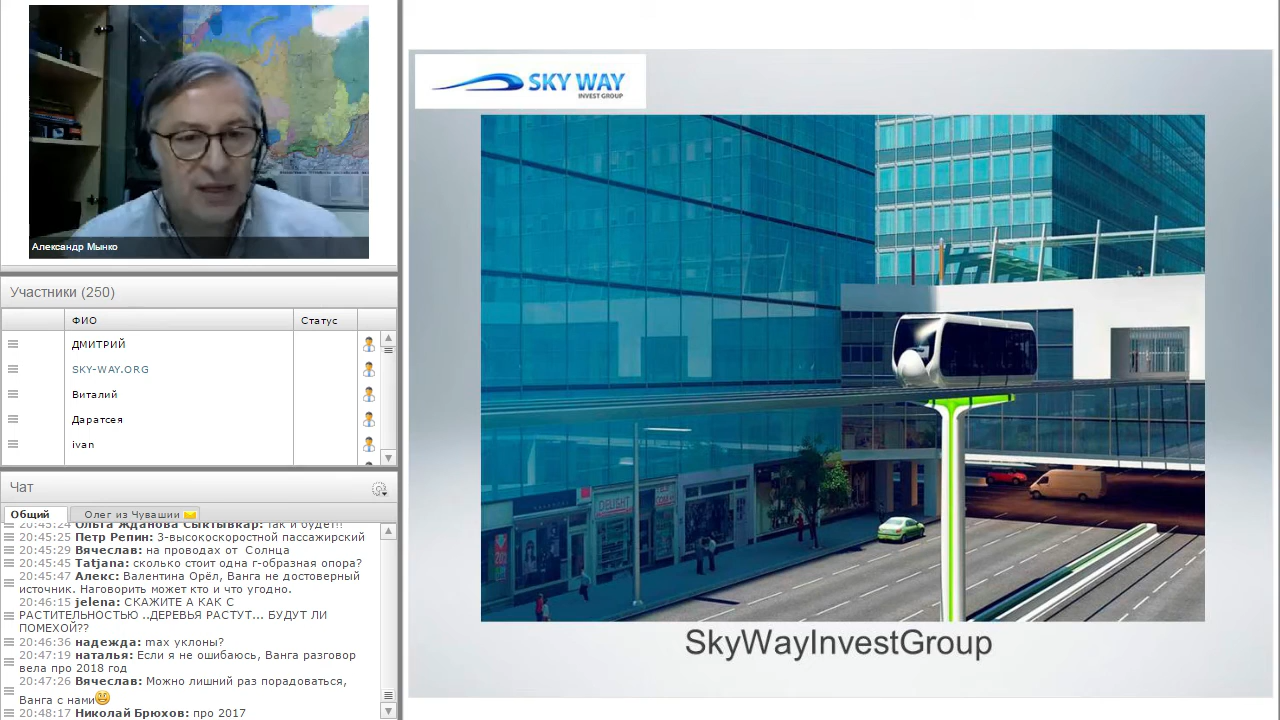 Александр Мынко
Участники (250)
ФИО
Статус
ДМИТРИЙ
SKY-WAY.ORG
Виталий
Даратсея
ivan
Чат
Общий
Олег из Чувашии
20:45:24 Ольга Жданова Сыктывкар: так и будет!!
20:45:25 Петр Репин: 3-высокоскоростной пассажирский
20:45:29 Вячеслав: на проводах от Солнца
20:45:45 Tatjana: сколько стоит одна г-образная опора?
20:45:47 Алекс: Валентина Орёл, Ванга не достоверный
источник. Наговорить может кто и что угодно.
20:46:15 jelena: СКАЖИТЕ А КАК С
РАСТИТЕЛЬНОСТЬЮ ..ДЕРЕВЬЯ РАСТУТ... БУДУТ ЛИ
ПОМЕХОЙ??
20:46:36 надежда: max уклоны?
20:47:19 наталья: Если я не ошибаюсь, Ванга разговор
вела про 2018 год
20:47:26 Вячеслав: Можно лишний раз порадоваться,
Ванга с нами
20:48:17 Николай Брюхов: про 2017
SKY WAY
INVEST GROUP
DELIGHT
SkyWayInvestGroup